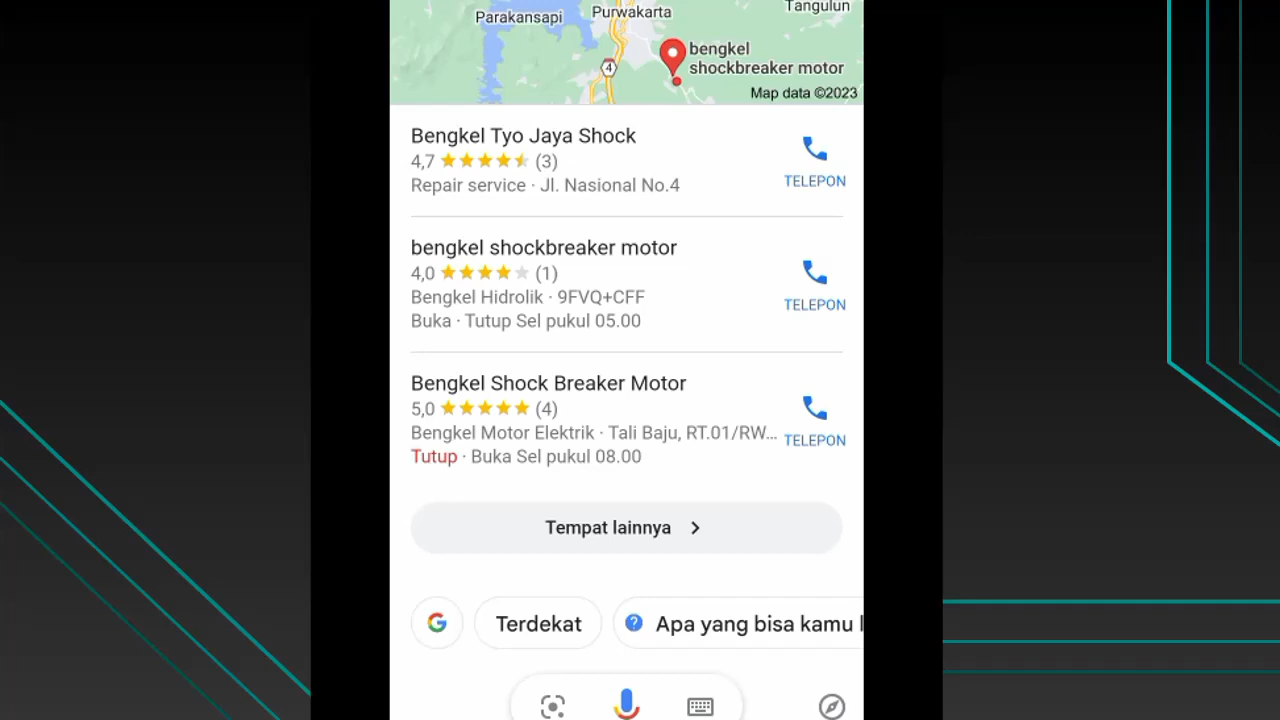 Parakansapi
Purwakarta
Tangulun
4
bengkel
shockbreaker motor
Map data ©2023
Bengkel Tyo Jaya Shock
4,7 (3)
Repair service · Jl. Nasional No.4
TELEPON
bengkel shockbreaker motor
4,0 (1)
Bengkel Hidrolik · 9FVQ+CFF
Buka · Tutup Sel pukul 05.00
TELEPON
Bengkel Shock Breaker Motor
5,0 (4)
Bengkel Motor Elektrik · Tali Baju, RT.01/RW...
Tutup · Buka Sel pukul 08.00
TELEPON
Tempat lainnya
G
Terdekat
? Apa yang bisa kamu l